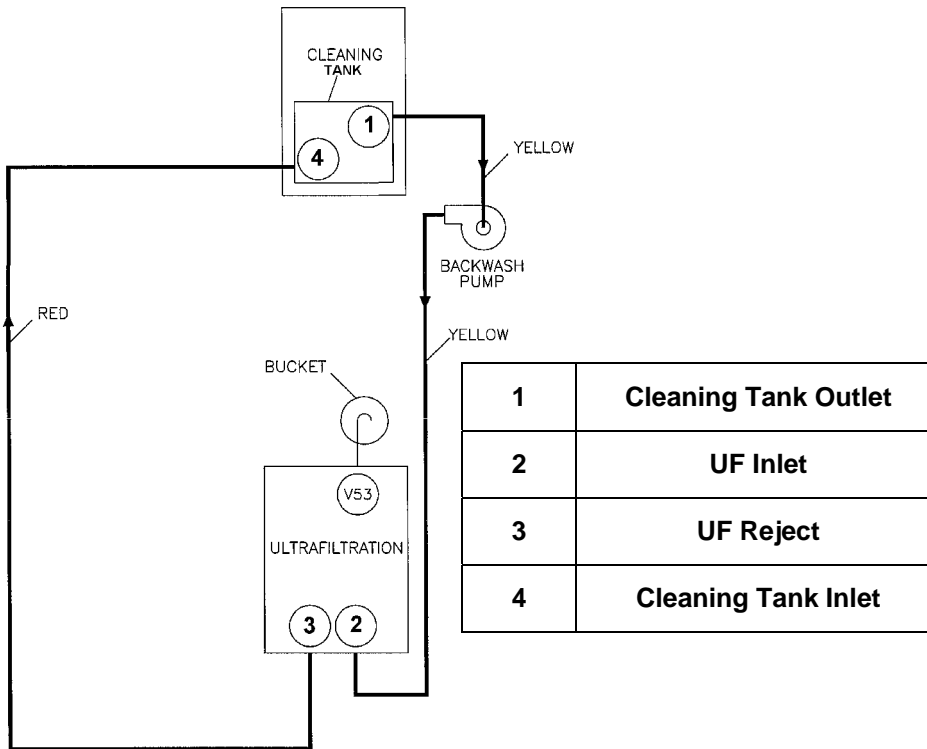 CLEANING
TANK
1
4
YELLOW
BACKWASH
PUMP
RED
YELLOW
BUCKET
V53
ULTRAFILTRATION
3 2
1 Cleaning Tank Outlet
2 UF Inlet
3 UF Reject
4 Cleaning Tank Inlet